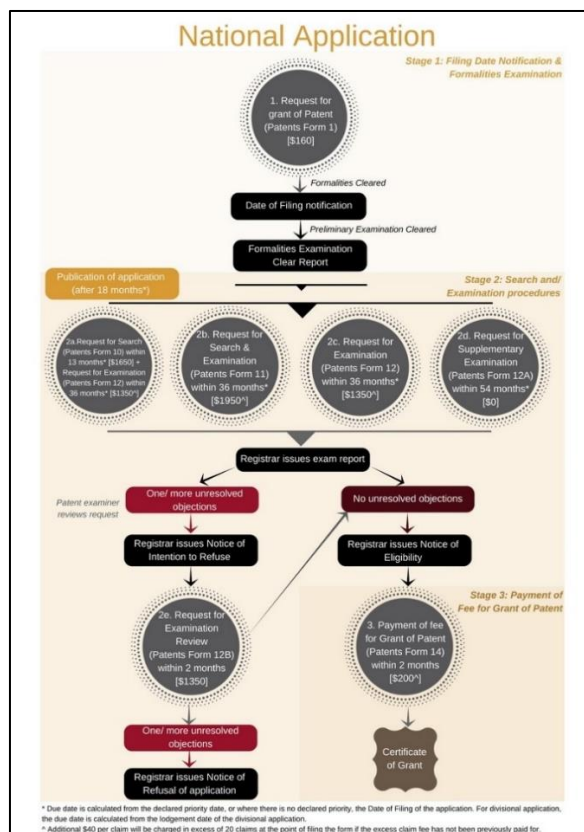 National Application
Stage 1: Filing Date Notification &
Formalities Examination
1. Request for
grant of Patent
(Patents Form 1)
[$160]
Formalities Cleared
Date of Filing notification
Preliminary Examination Cleared
Formalities Examination
Clear Report
Publication of application
(after 18 months*)
Stage 2: Search and/
Examination procedures
2a.Request for Search
(Patents Form 10) within
13 months* [$1650] +
Request for Examination
(Patents Form 12) within
36 months* [$1350^]
2b. Request for
Search &
Examination
(Patents Form 11)
within 36 months*
[$1950^]
2c. Request for
Examination
(Patents Form 12)
within 36 months*
[$1350^]
2d. Request for
Supplementary
Examination
(Patents Form 12A)
within 54 months*
[$0]
Registrar issues exam report
Patent examiner
reviews request
One/ more unresolved
objections
No unresolved objections
Registrar issues Notice of
Intention to Refuse
Registrar issues Notice of
Eligibility
Stage 3: Payment of
Fee for Grant of Patent
2e. Request for
Examination
Review
(Patents Form 12B)
within 2 months
[$1350]
3. Payment of fee
for Grant of Patent
(Patents Form 14)
within 2 months
[$200^]
One/ more unresolved
objections
Certificate
of Grant
Registrar issues Notice of
Refusal of application
* Due date is calculated from the declared priority date, or where there is no declared priority, the Date of Filing of the application. For divisional application,
the due date is calculated from the lodgement date of the divisional application.
^ Additional $40 per claim will be charged in excess of 20 claims at the point of filing the form if the excess claim fee has not been previously paid for.